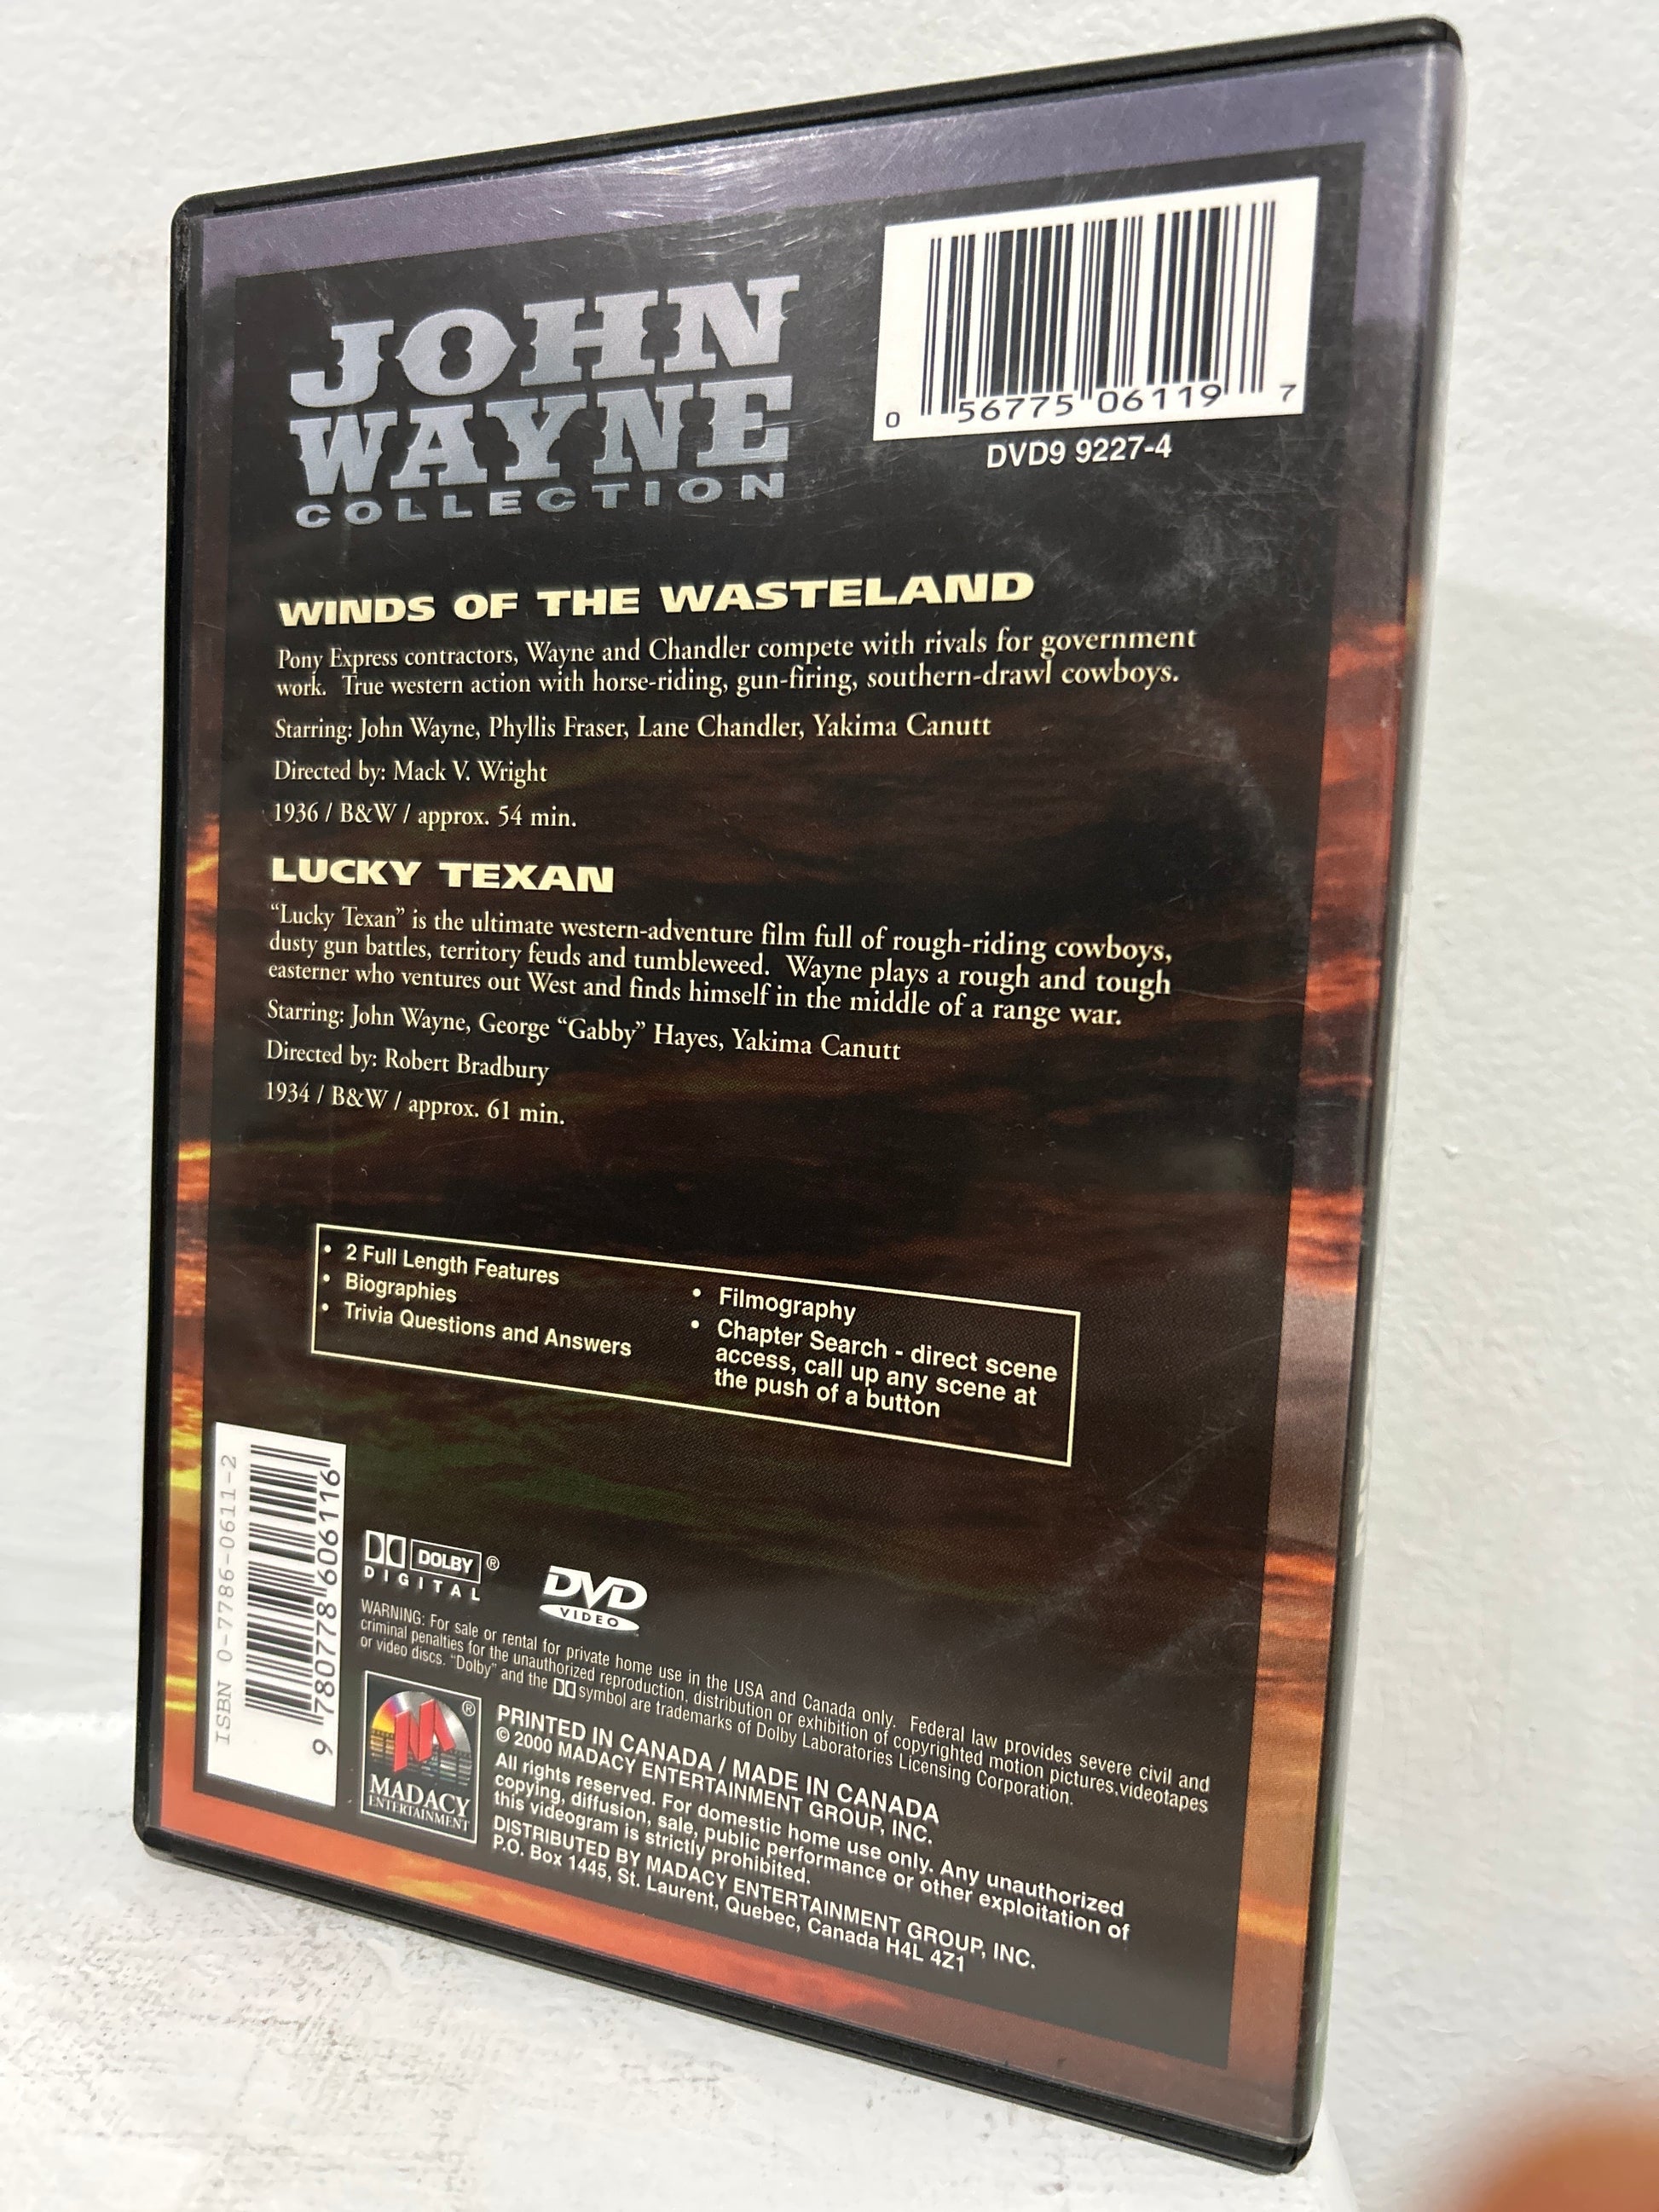 JOHN
WAYNE
COLLECTION
0 56775 06119 7
DVD9 9227-4
WINDS OF THE WASTELAND
Pony Express contractors, Wayne and Chandler compete with rivals for government
work. True western action with horse-riding, gun-firing, southern-drawl cowboys.
Starring: John Wayne, Phyllis Fraser, Lane Chandler, Yakima Canutt
Directed by: Mack V. Wright
1936 / B&W / approx. 54 min.
LUCKY TEXAN
“Lucky Texan” is the ultimate western-adventure film full of rough-riding cowboys,
dusty gun battles, territory feuds and tumbleweed. Wayne plays a rough and tough
easterner who ventures out West and finds himself in the middle of a range war.
Starring: John Wayne, George “Gabby” Hayes, Yakima Canutt
Directed by: Robert Bradbury
1934 / B&W / approx. 61 min.
• 2 Full Length Features
• Biographies
• Trivia Questions and Answers
• Filmography
• Chapter Search - direct scene
access, call up any scene at
the push of a button
ISBN 0-7786-0611-2
9 780778 606116
DOLBY ®
DIGITAL
DVD
VIDEO
WARNING: For sale or rental for private home use in the USA and Canada only. Federal law provides severe civil and
criminal penalties for the unauthorized reproduction, distribution or exhibition of copyrighted motion pictures,videotapes
or video discs. “Dolby” and the symbol are trademarks of Dolby Laboratories Licensing Corporation.
®
MADACY
ENTERTAINMENT
PRINTED IN CANADA / MADE IN CANADA
© 2000 MADACY ENTERTAINMENT GROUP, INC.
All rights reserved. For domestic home use only. Any unauthorized
copying, diffusion, sale, public performance or other exploitation of
this videogram is strictly prohibited.
DISTRIBUTED BY MADACY ENTERTAINMENT GROUP, INC.
P.O. Box 1445, St. Laurent, Quebec, Canada H4L 4Z1